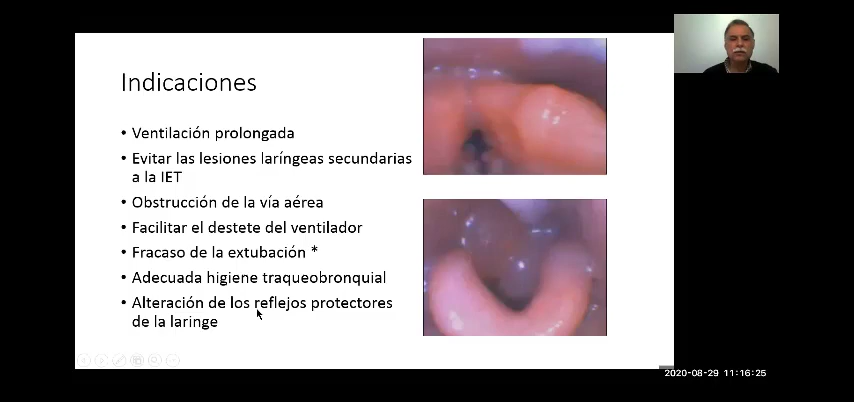 Indicaciones
• Ventilación prolongada
• Evitar las lesiones laríngeas secundarias
a la IET
• Obstrucción de la vía aérea
• Facilitar el destete del ventilador
• Fracaso de la extubación *
• Adecuada higiene traqueobronquial
• Alteración de los reflejos protectores
de la laringe
2020-08-29 11:16:25